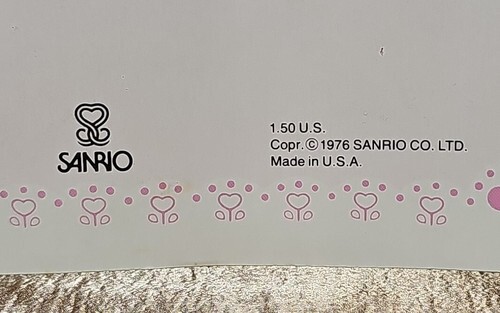 SANRIO
1.50 U.S.
Copr. © 1976 SANRIO CO. LTD.
Made in U.S.A.